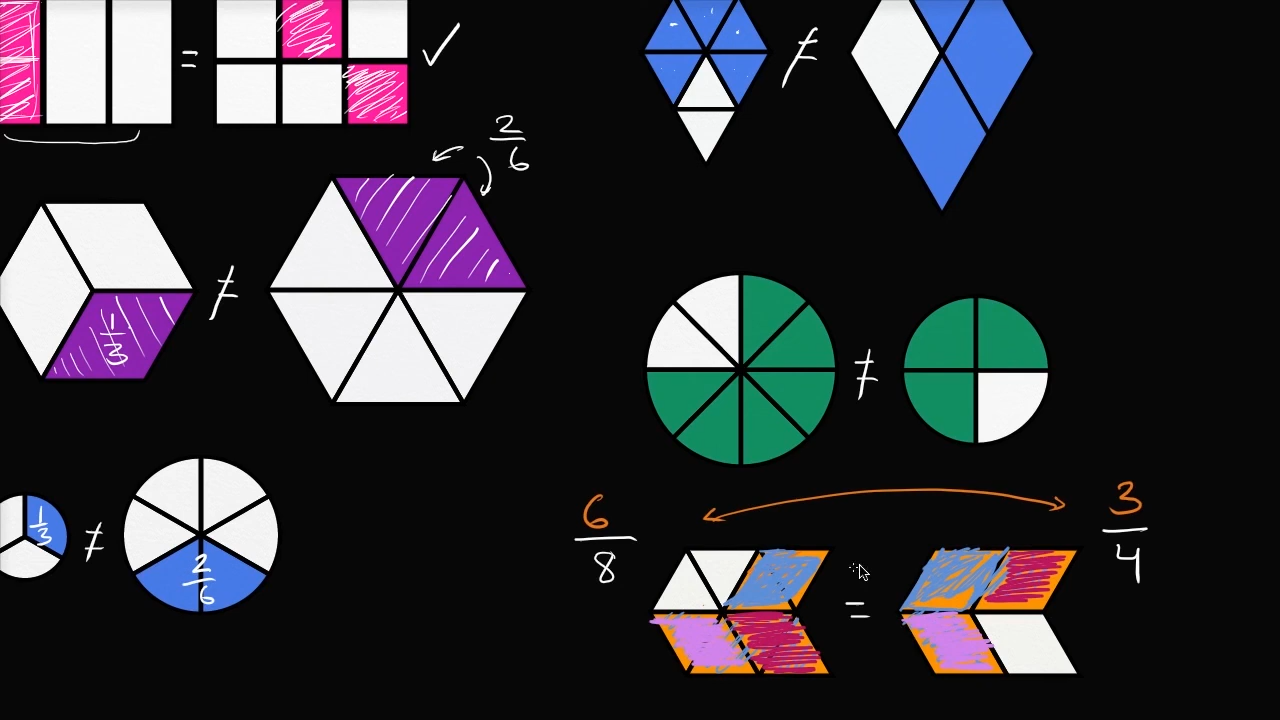 = ✓
≠
2/6
1/3 ≠
≠
1/3 ≠ 2/6
6/8 = 3/4